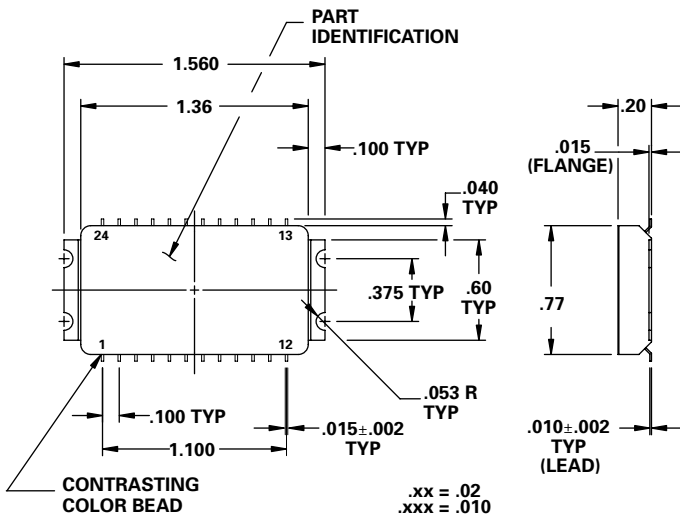 PART
IDENTIFICATION
1.560
1.36
.20
.100 TYP
.015
(FLANGE)
.040
TYP
24
13
.375 TYP
.60
TYP
.77
1
12
.053 R
TYP
.100 TYP
.015±.002
TYP
1.100
.010±.002
TYP
(LEAD)
CONTRASTING
COLOR BEAD
.xx = .02
.xxx = .010